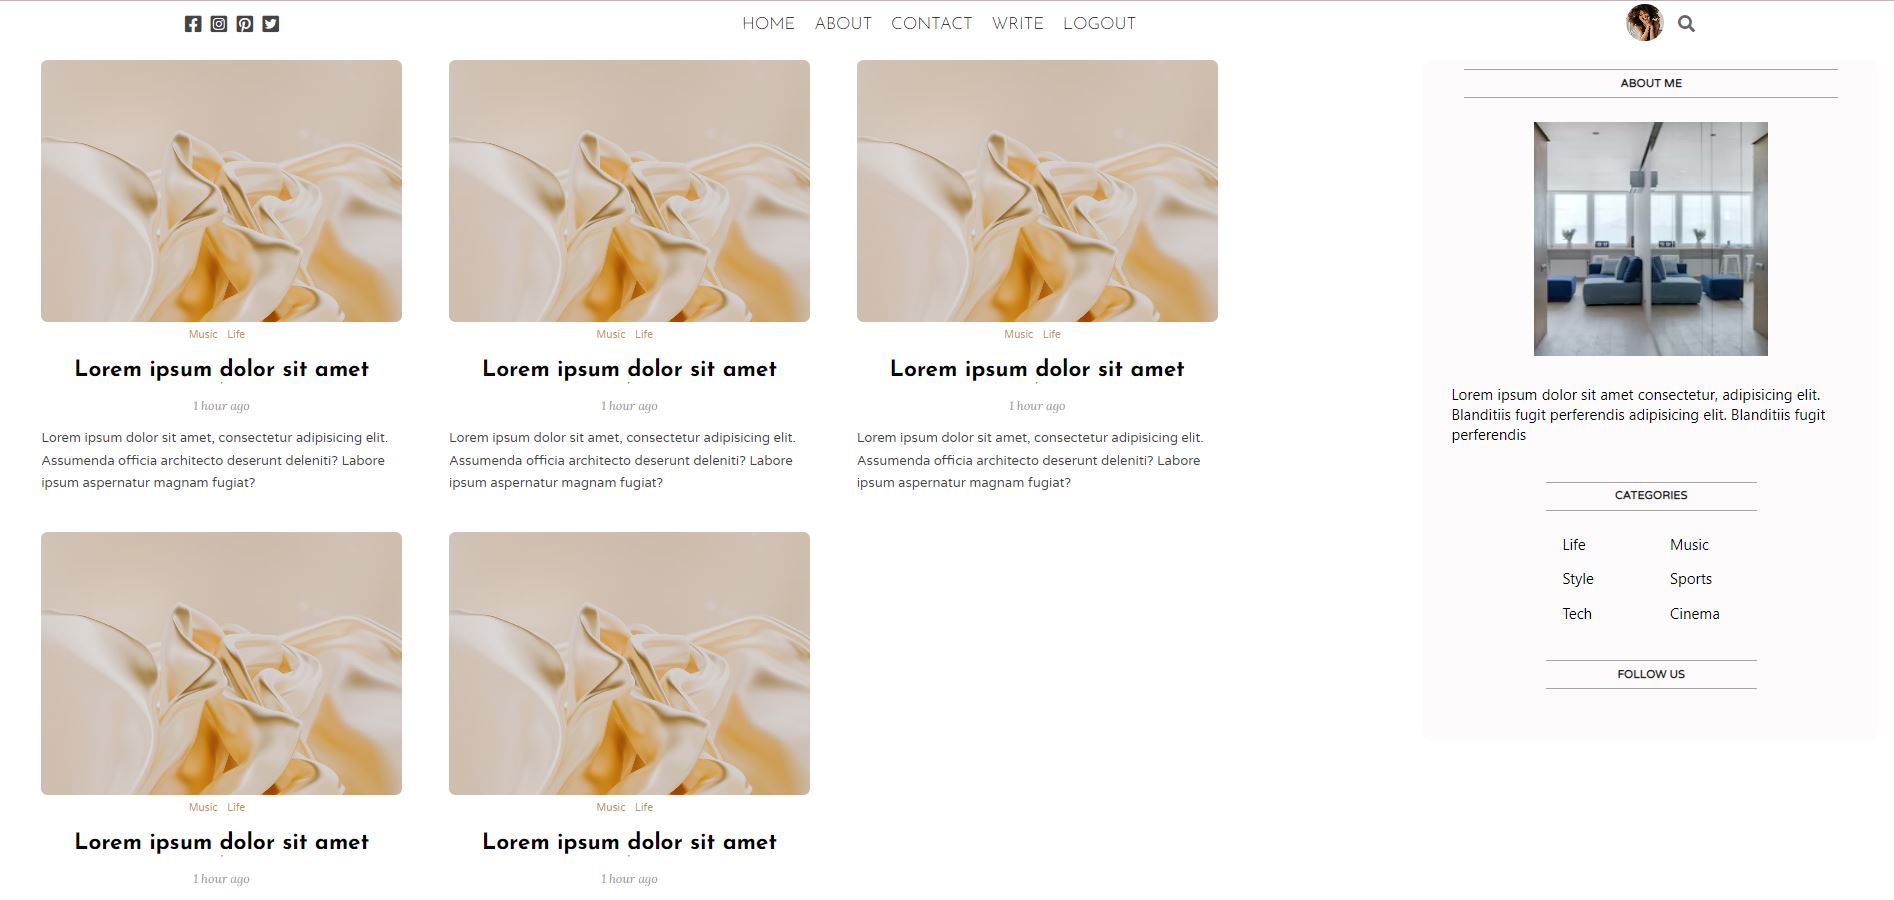 HOME ABOUT CONTACT WRITE LOGOUT
Music Life
Lorem ipsum dolor sit amet
1 hour ago
Lorem ipsum dolor sit amet, consectetur adipisicing elit.
Assumenda officia architecto deserunt deleniti? Labore
ipsum aspernatur magnam fugiat?
Music Life
Lorem ipsum dolor sit amet
1 hour ago
Lorem ipsum dolor sit amet, consectetur adipisicing elit.
Assumenda officia architecto deserunt deleniti? Labore
ipsum aspernatur magnam fugiat?
Music Life
Lorem ipsum dolor sit amet
1 hour ago
Lorem ipsum dolor sit amet, consectetur adipisicing elit.
Assumenda officia architecto deserunt deleniti? Labore
ipsum aspernatur magnam fugiat?
Music Life
Lorem ipsum dolor sit amet
1 hour ago
Music Life
Lorem ipsum dolor sit amet
1 hour ago
ABOUT ME
Lorem ipsum dolor sit amet consectetur, adipisicing elit.
Blanditiis fugit perferendis adipisicing elit. Blanditiis fugit
perferendis
CATEGORIES
Life Music
Style Sports
Tech Cinema
FOLLOW US